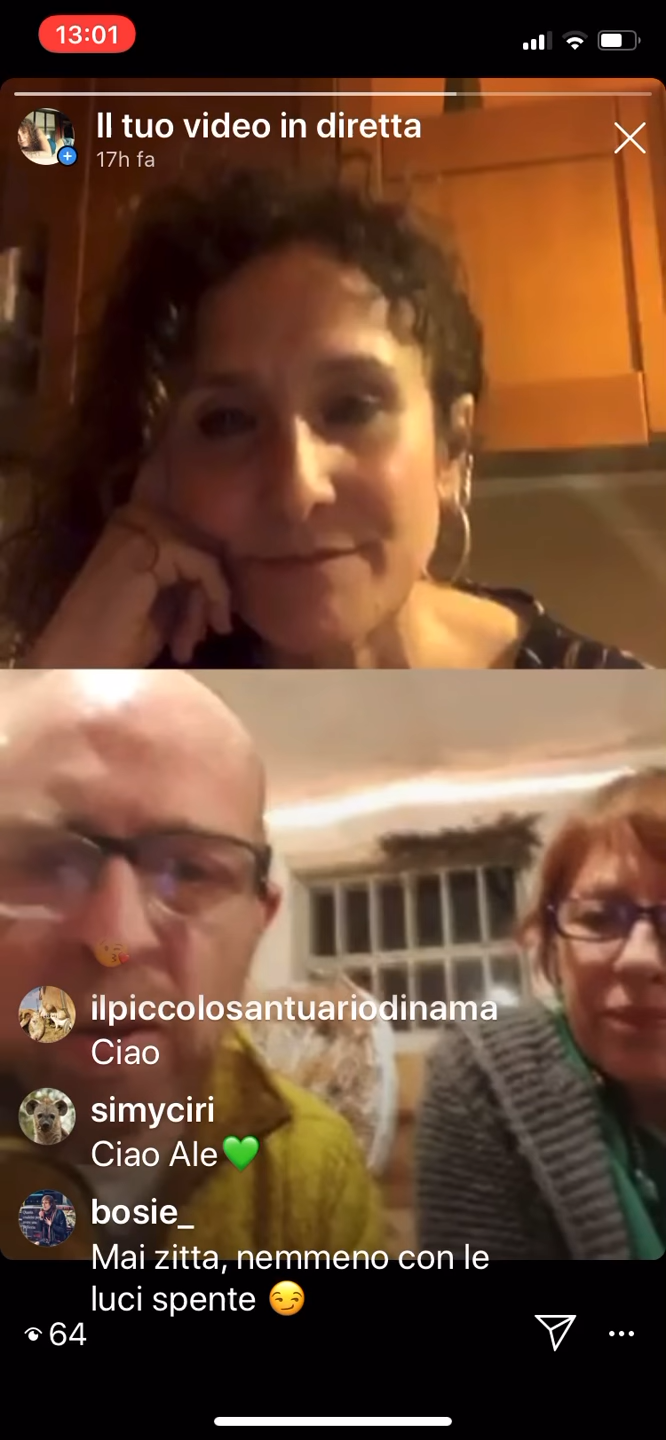 13:01
Il tuo video in diretta
17h fa
ilpiccolosantuariodinama
Ciao
simyciri
Ciao Ale💚
bosie_
Mai zitta, nemmeno con le
luci spente 😏
64